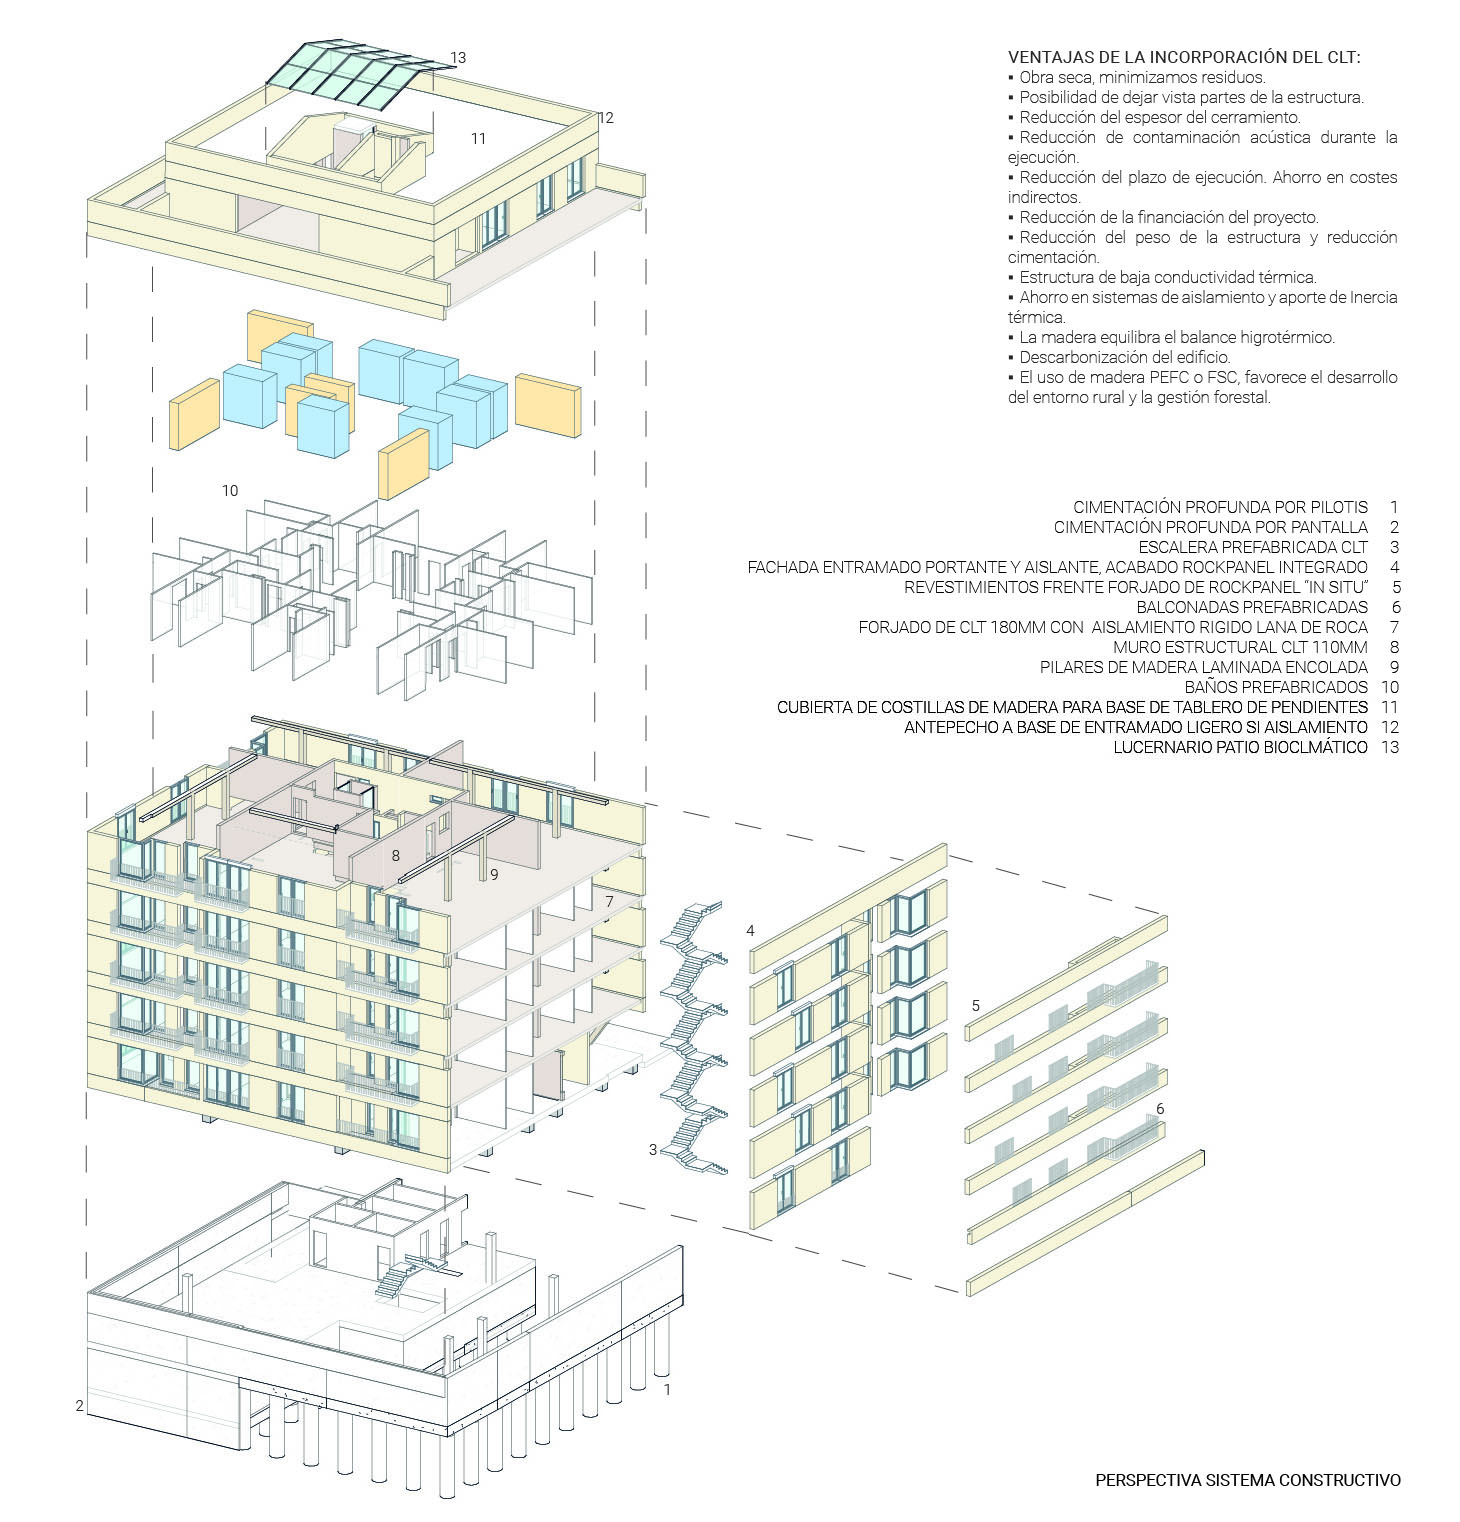 VENTAJAS DE LA INCORPORACIÓN DEL CLT:
▪ Obra seca, minimizamos residuos.
▪ Posibilidad de dejar vista partes de la estructura.
▪ Reducción del espesor del cerramiento.
▪ Reducción de contaminación acústica durante la
ejecución.
▪ Reducción del plazo de ejecución. Ahorro en costes
indirectos.
▪ Reducción de la financiación del proyecto.
▪ Reducción del peso de la estructura y reducción
cimentación.
▪ Estructura de baja conductividad térmica.
▪ Ahorro en sistemas de aislamiento y aporte de Inercia
térmica.
▪ La madera equilibra el balance higrotérmico.
▪ Descarbonización del edificio.
▪ El uso de madera PEFC o FSC, favorece el desarrollo
del entorno rural y la gestión forestal.
CIMENTACIÓN PROFUNDA POR PILOTIS 1
CIMENTACIÓN PROFUNDA POR PANTALLA 2
ESCALERA PREFABRICADA CLT 3
FACHADA ENTRAMADO PORTANTE Y AISLANTE, ACABADO ROCKPANEL INTEGRADO 4
REVESTIMIENTOS FRENTE FORJADO DE ROCKPANEL “IN SITU” 5
BALCONADAS PREFABRICADAS 6
FORJADO DE CLT 180MM CON AISLAMIENTO RIGIDO LANA DE ROCA 7
MURO ESTRUCTURAL CLT 110MM 8
PILARES DE MADERA LAMINADA ENCOLADA 9
BAÑOS PREFABRICADOS 10
CUBIERTA DE COSTILLAS DE MADERA PARA BASE DE TABLERO DE PENDIENTES 11
ANTEPECHO A BASE DE ENTRAMADO LIGERO SI AISLAMIENTO 12
LUCERNARIO PATIO BIOCLMÁTICO 13
13
12
11
10
8
9
7
4
5
6
3
1
2
PERSPECTIVA SISTEMA CONSTRUCTIVO